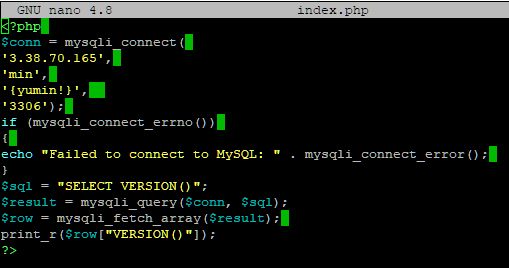 GNU nano 4.8 index.php
<?php
$conn = mysqli_connect(
'3.38.70.165',
'min',
'{yumin!}',
'3306');
if (mysqli_connect_errno())
{
echo "Failed to connect to MySQL: " . mysqli_connect_error();
}
$sql = "SELECT VERSION()";
$result = mysqli_query($conn, $sql);
$row = mysqli_fetch_array($result);
print_r($row["VERSION()"]);
?>